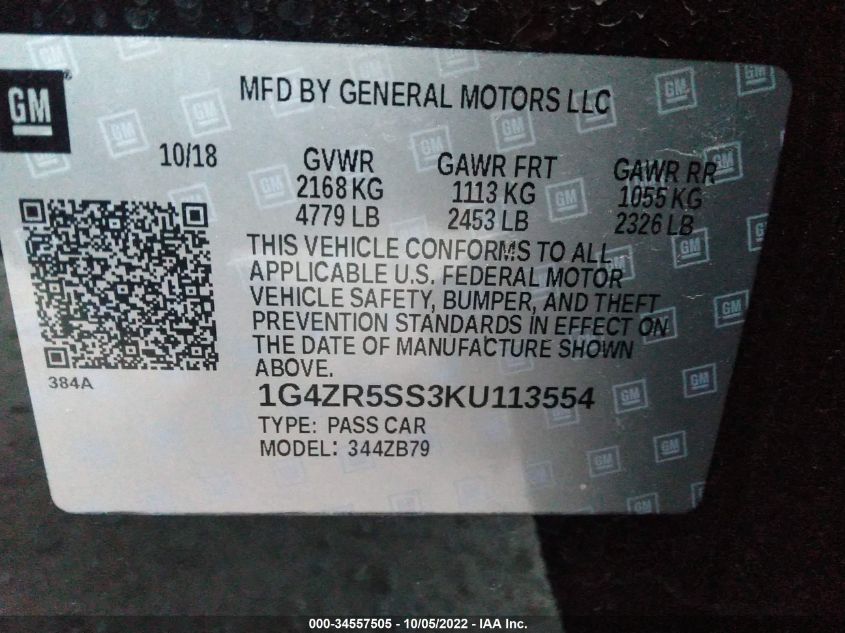 GM
MFD BY GENERAL MOTORS LLC
10/18 GVWR GAWR FRT GAWR RR
2168 KG 1113 KG 1055 KG
4779 LB 2453 LB 2326 LB
THIS VEHICLE CONFORMS TO ALL
APPLICABLE U.S. FEDERAL MOTOR
VEHICLE SAFETY, BUMPER, AND THEFT
PREVENTION STANDARDS IN EFFECT ON
THE DATE OF MANUFACTURE SHOWN
ABOVE.
384A
1G4ZR5SS3KU113554
TYPE: PASS CAR
MODEL: 344ZB79
000-34557505 - 10/05/2022 - IAA Inc.